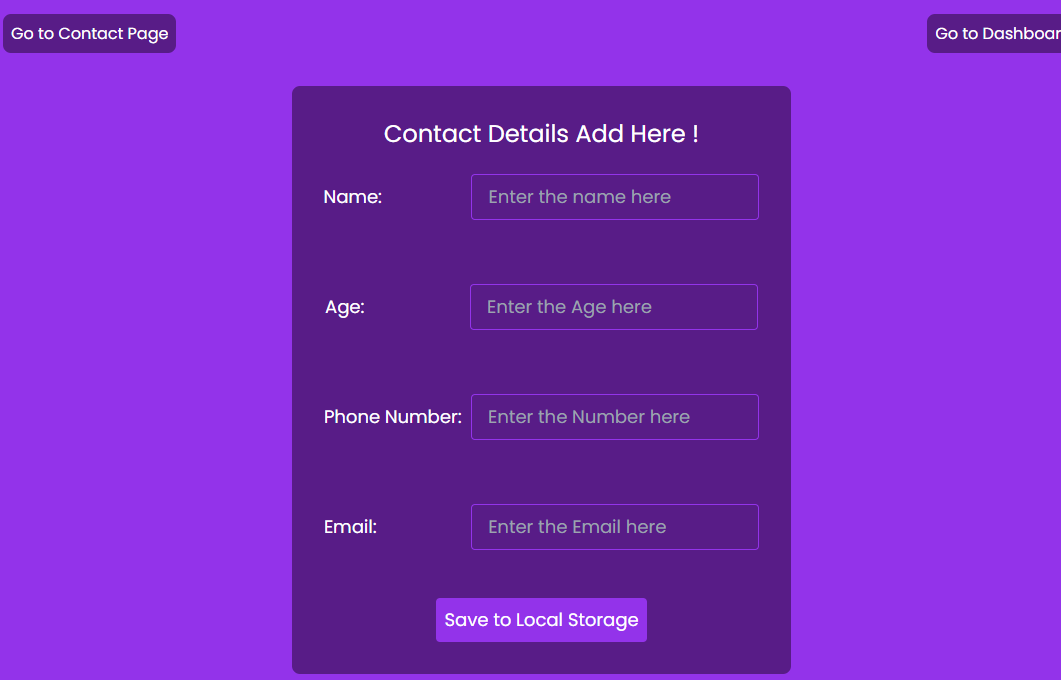 Go to Contact Page
Go to Dashboar
Contact Details Add Here !
Name:
Enter the name here
Age:
Enter the Age here
Phone Number:
Enter the Number here
Email:
Enter the Email here
Save to Local Storage